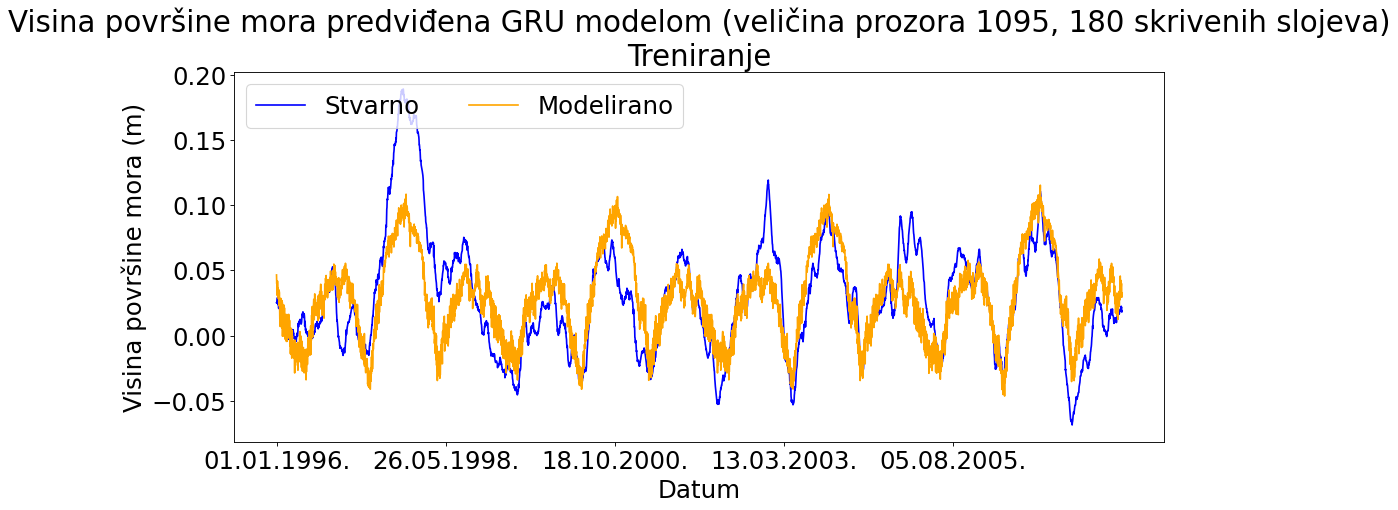 Visina površine mora predviđena GRU modelom (veličina prozora 1095, 180 skrivenih slojeva)
Treniranje
Stvarno Modelirano
Visina površine mora (m)
0.20
0.15
0.10
0.05
0.00
−0.05
01.01.1996. 26.05.1998. 18.10.2000. 13.03.2003. 05.08.2005.
Datum